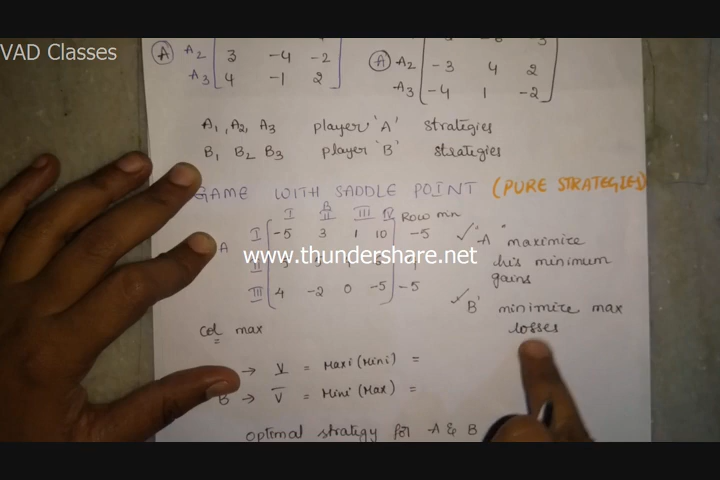 VAD Classes
A A2 3 -4 -2
A3 4 -1 2
A A2 -3 4 2
A3 -4 1 -2
A1, A2, A3 player 'A' strategies
B1, B2 B3 player 'B' strategies
GAME WITH SADDLE POINT (PURE STRATEGIES)
B
I II III IV Row mn
A I -5 3 1 10 -5
www.thundershare.net
II
III 4 -2 0 -5 -5
Col max
"A" maximize
his minimum
gains
B' minimize max
losses
→ V = Maxi (Mini) =
B → V = Mini (Max) =
optimal strategy for A & B